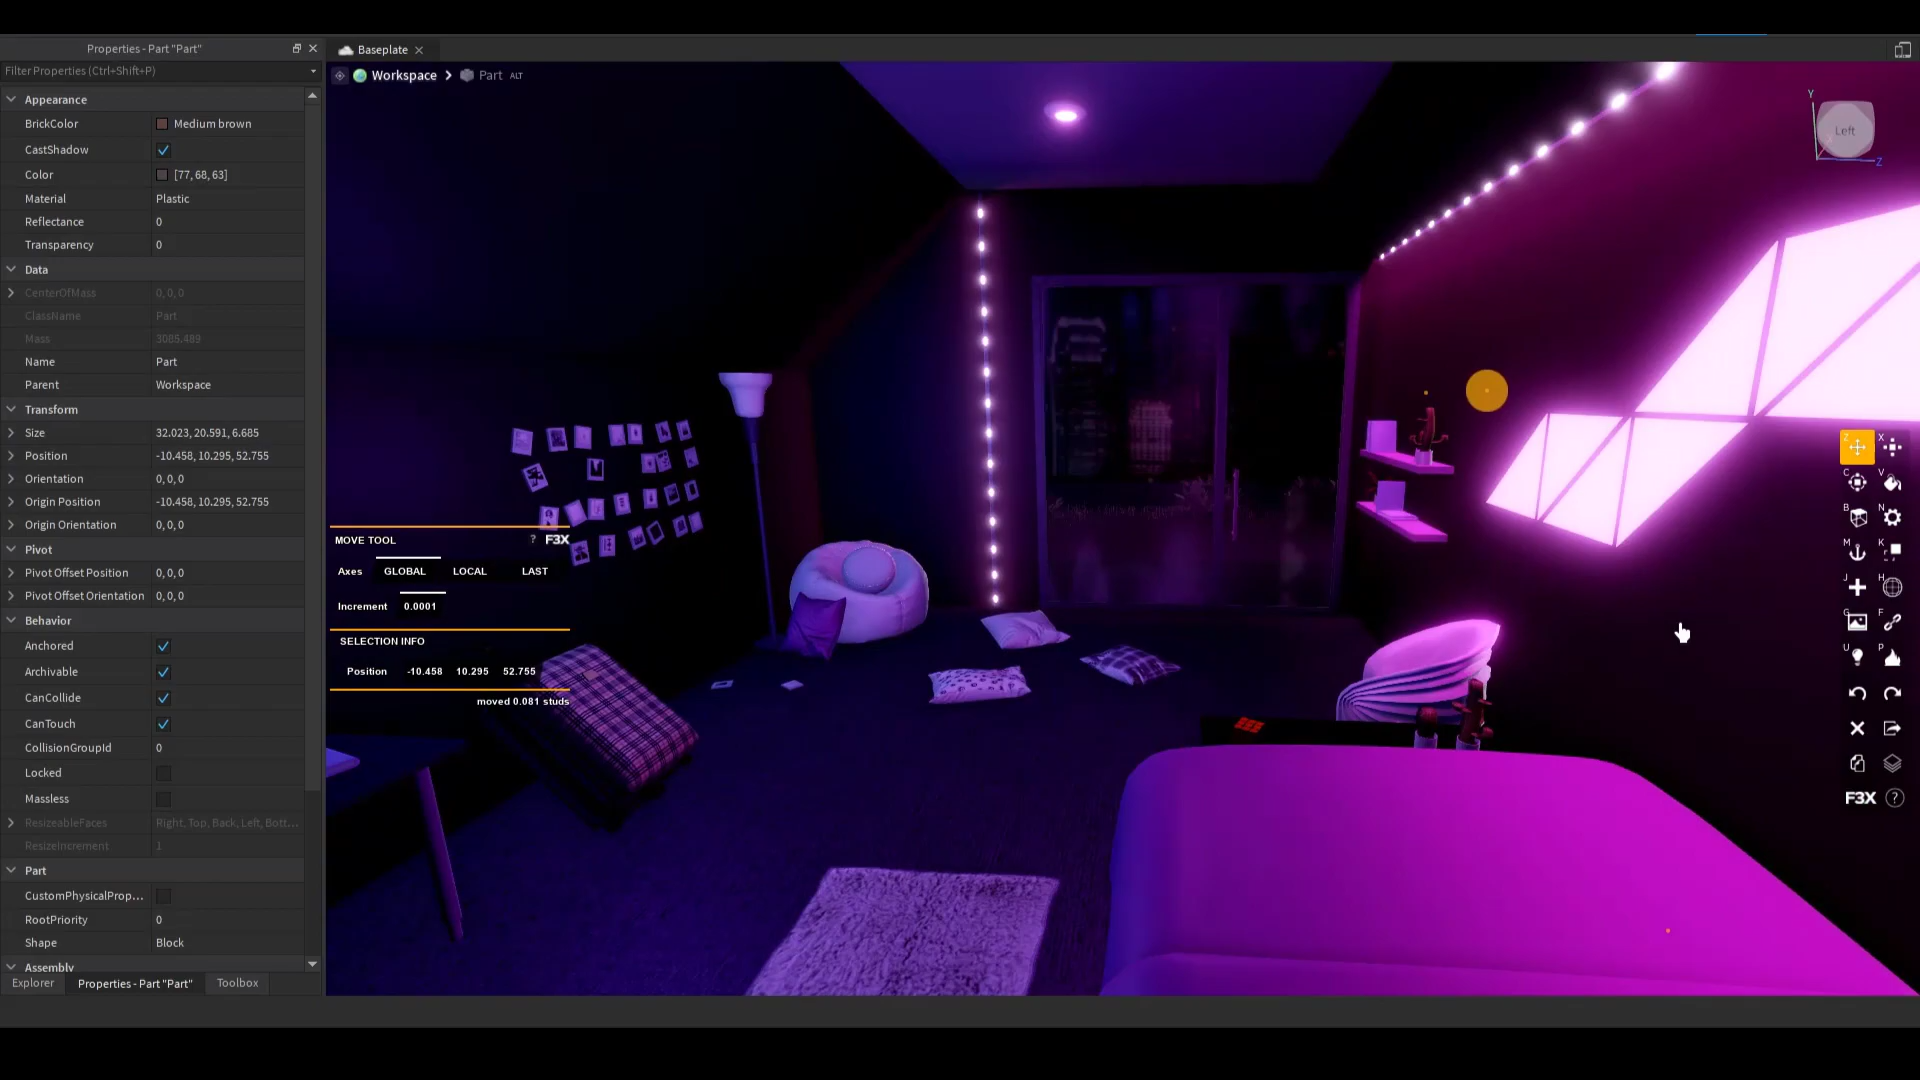 Properties - Part "Part"
Filter Properties (Ctrl+Shift+P)
Appearance
BrickColor Medium brown
CastShadow
Color [77, 68, 63]
Material Plastic
Reflectance 0
Transparency 0
Data
CenterOfMass 0, 0, 0
ClassName Part
Mass 3085.489
Name Part
Parent Workspace
Transform
Size 32.023, 20.591, 6.685
Position -10.458, 10.295, 52.755
Orientation 0, 0, 0
Origin Position -10.458, 10.295, 52.755
Origin Orientation 0, 0, 0
Pivot
Pivot Offset Position 0, 0, 0
Pivot Offset Orientation 0, 0, 0
Behavior
Anchored
Archivable
CanCollide
CanTouch
CollisionGroupId 0
Locked
Massless
ResizeableFaces Right, Top, Back, Left, Bott...
ResizeIncrement 1
Part
CustomPhysicalProp...
RootPriority 0
Shape Block
Assembly
Explorer Properties - Part "Part" Toolbox
Baseplate
Workspace > Part ALT
Y
Left
Z
MOVE TOOL ? F3X
Axes GLOBAL LOCAL LAST
Increment 0.0001
SELECTION INFO
Position -10.458 10.295 52.755
moved 0.081 studs
Z X
C V
B N
M K
J H
G F
U P
F3X ?